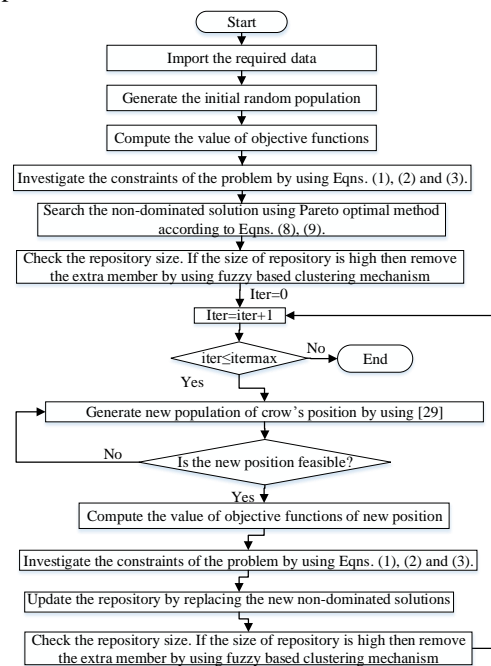 Start
Import the required data
Generate the initial random population
Compute the value of objective functions
Investigate the constraints of the problem by using Eqns. (1), (2) and (3).
Search the non-dominated solution using Pareto optimal method
according to Eqns. (8), (9).
Check the repository size. If the size of repository is high then remove
the extra member by using fuzzy based clustering mechanism
Iter=0
Iter=iter+1
iter≤itemax
No
End
Yes
Generate new population of crow's position by using [29]
No
Is the new position feasible?
Yes
Compute the value of objective functions of new position
Investigate the constraints of the problem by using Eqns. (1), (2) and (3).
Update the repository by replacing the new non-dominated solutions
Check the repository size. If the size of repository is high then remove
the extra member by using fuzzy based clustering mechanism